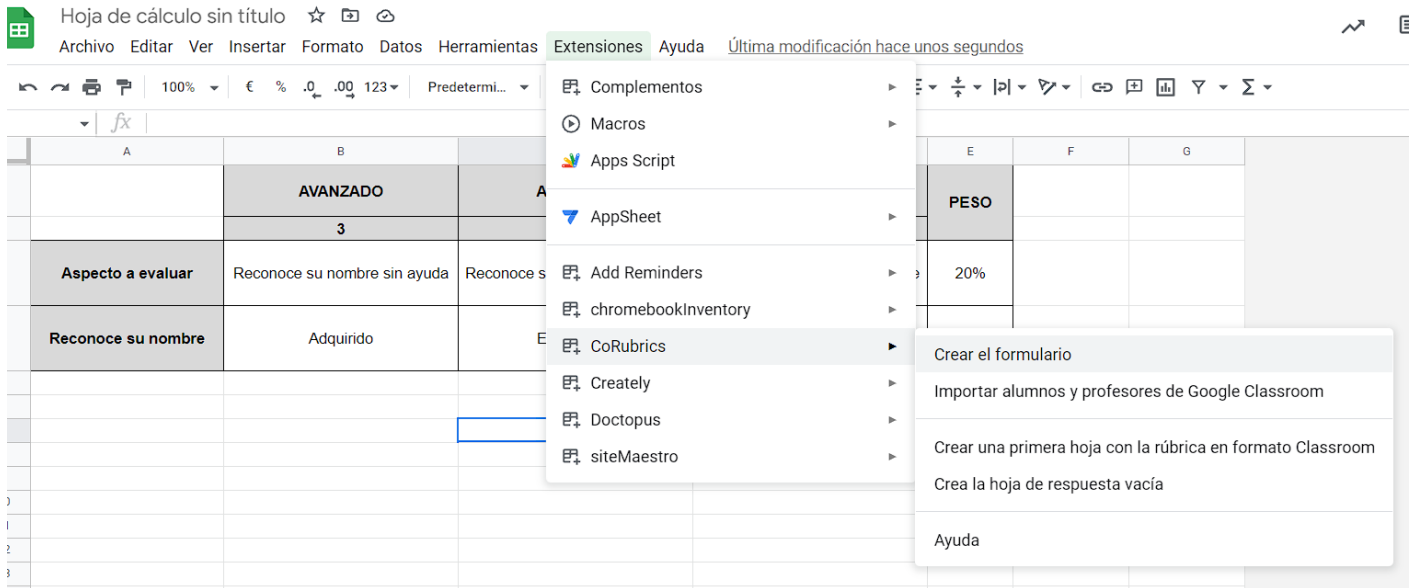 Hoja de cálculo sin título
Archivo Editar Ver Insertar Formato Datos Herramientas Extensiones Ayuda Última modificación hace unos segundos
100% € % .0 .00 123 Predetermi...
fx
A B E F G
AVANZADO PESO
3
Aspecto a evaluar Reconoce su nombre sin ayuda Reconoce s 20%
Reconoce su nombre Adquirido
Complementos
Macros
Apps Script
AppSheet
Add Reminders
chromebookInventory
CoRubrics
Creately
Doctopus
siteMaestro
Crear el formulario
Importar alumnos y profesores de Google Classroom
Crear una primera hoja con la rúbrica en formato Classroom
Crea la hoja de respuesta vacía
Ayuda